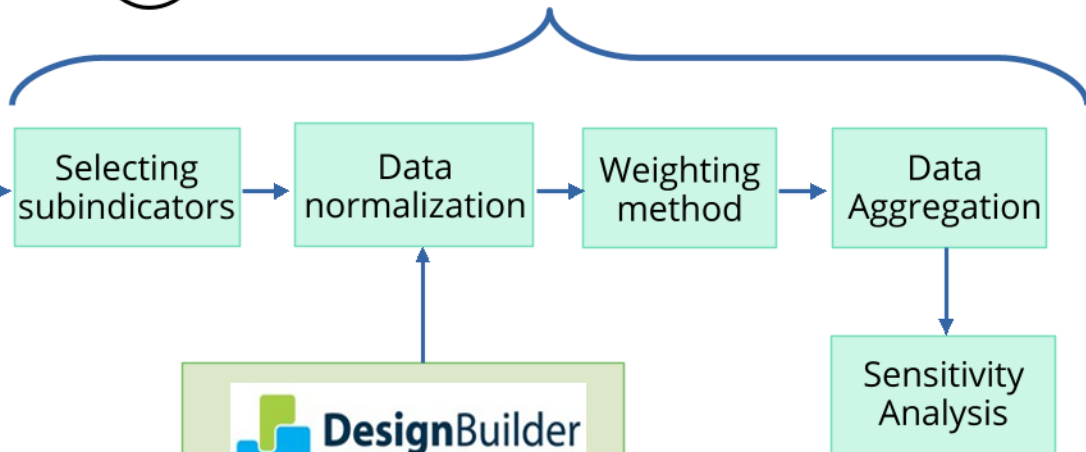 Selecting
subindicators
Data
normalization
Weighting
method
Data
Aggregation
Sensitivity
Analysis
DesignBuilder